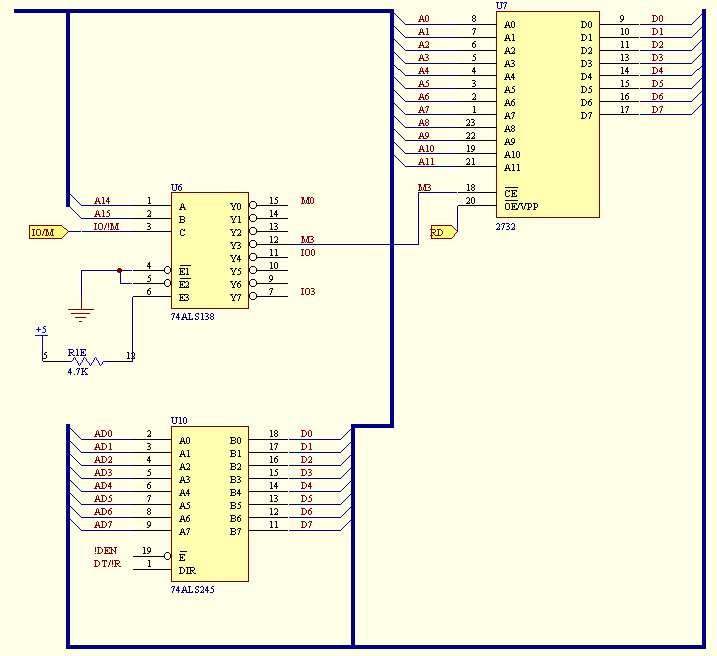 U7
A0 8 A0 D0 9 D0
A1 7 A1 D1 10 D1
A2 6 A2 D2 11 D2
A3 5 A3 D3 13 D3
A4 4 A4 D4 14 D4
A5 3 A5 D5 15 D5
A6 2 A6 D6 16 D6
A7 1 A7 D7 17 D7
A8 23 A8
A9 22 A9
A10 19 A10
A11 21 A11
M3 18 CE
RD 20 OE/VPP
2732
U6
A14 1 A Y0 15 M0
A15 2 B Y1 14
IO/M IO/!M 3 C Y2 13
Y3 12 M3
Y4 11 IO0
4 E1 Y5 10
5 E2 Y6 9
6 E3 Y7 7 IO3
74ALS138
+5
R1E
5 12
4.7K
U10
AD0 2 A0 B0 18 D0
AD1 3 A1 B1 17 D1
AD2 4 A2 B2 16 D2
AD3 5 A3 B3 15 D3
AD4 6 A4 B4 14 D4
AD5 7 A5 B5 13 D5
AD6 8 A6 B6 12 D6
AD7 9 A7 B7 11 D7
!DEN 19 E
DT/!R 1 DIR
74ALS245